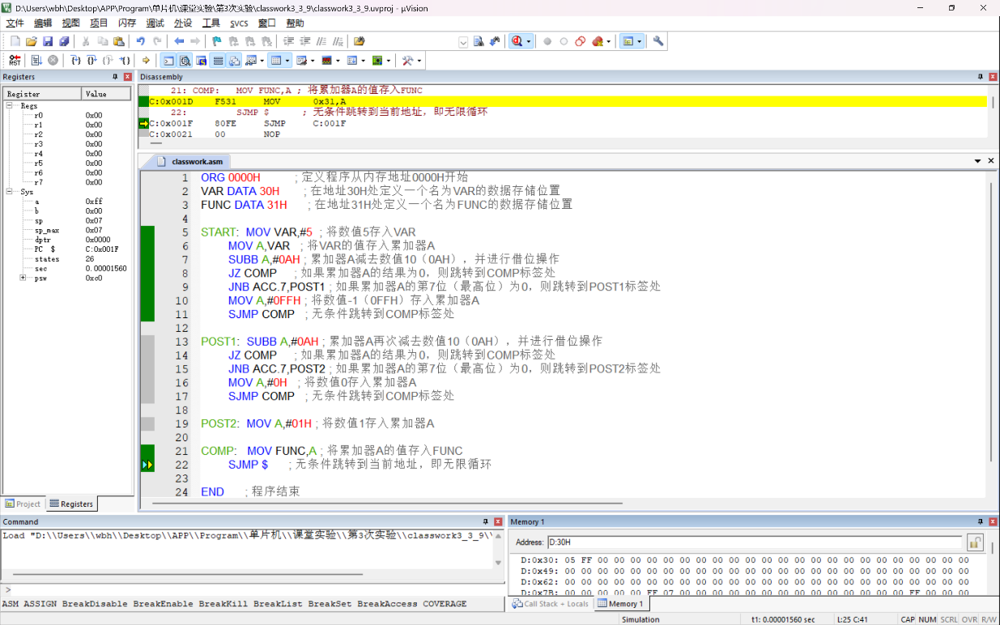 D:\Users\wbh\Desktop\APP\Program\单片机\课堂实验\第3次实验\classwork3_3_9\classwork3_3_9.uvproj - µVision
文件 编辑 视图 项目 闪存 调试 外设 工具 SVCS 窗口 帮助
Registers
Register Value
Regs
r0 0x00
r1 0x00
r2 0x00
r3 0x00
r4 0x00
r5 0x00
r6 0x00
r7 0x00
Sys
a 0xff
b 0x00
sp 0x07
sp_max 0x07
dptr 0x0000
PC $ C:0x001F
states 26
sec 0.00001560
psw 0xc0
Project Registers
Disassembly
21: COMP: MOV FUNC,A ; 将累加器A的值存入FUNC
C:0x001D F531 MOV 0x31,A
22: SJMP $ ; 无条件跳转到当前地址，即无限循环
C:0x001F 80FE SJMP C:001F
C:0x0021 00 NOP
classwork.asm
1 ORG 0000H ; 定义程序从内存地址0000H开始
2 VAR DATA 30H ; 在地址30H处定义一个名为VAR的数据存储位置
3 FUNC DATA 31H ; 在地址31H处定义一个名为FUNC的数据存储位置
4
5 START: MOV VAR,#5 ; 将数值5存入VAR
6 MOV A,VAR ; 将VAR的值存入累加器A
7 SUBB A,#0AH ; 累加器A减去数值10（0AH），并进行借位操作
8 JZ COMP ; 如果累加器A的结果为0，则跳转到COMP标签处
9 JNB ACC.7,POST1 ; 如果累加器A的第7位（最高位）为0，则跳转到POST1标签处
10 MOV A,#0FFH ; 将数值-1（0FFH）存入累加器A
11 SJMP COMP ; 无条件跳转到COMP标签处
12
13 POST1: SUBB A,#0AH ; 累加器A再次减去数值10（0AH），并进行借位操作
14 JZ COMP ; 如果累加器A的结果为0，则跳转到COMP标签处
15 JNB ACC.7,POST2 ; 如果累加器A的第7位（最高位）为0，则跳转到POST2标签处
16 MOV A,#0H ; 将数值0存入累加器A
17 SJMP COMP ; 无条件跳转到COMP标签处
18
19 POST2: MOV A,#01H ; 将数值1存入累加器A
20
21 COMP: MOV FUNC,A ; 将累加器A的值存入FUNC
22 SJMP $ ; 无条件跳转到当前地址，即无限循环
23
24 END ; 程序结束
Command
Load "D:\\Users\\wbh\\Desktop\\APP\\Program\\单片机\\课堂实验\\第3次实验\\classwork3_3_9\\
>
ASM ASSIGN BreakDisable BreakEnable BreakKill BreakList BreakSet BreakAccess COVERAGE
Memory 1
Address: D:30H
D:0x30: 05 FF 00 00 00 00 00 00 00 00 00 00 00 00 00 00 00 00 00 00 00 00 00 00 00
D:0x49: 00 00 00 00 00 00 00 00 00 00 00 00 00 00 00 00 00 00 00 00 00 00 00 00 00
D:0x62: 00 00 00 00 00 00 00 00 00 00 00 00 00 00 00 00 00 00 00 00 00 00 00 00 00
D:0x7B: 00 00 00 00 00 FF 07 00 00 00 00 00 00 00 00 00 00 00 00 00 00 FF 00 00 00
Call Stack + Locals Memory 1
Simulation t1: 0.00001560 sec L:25 C:41 CAP NUM SCRL OVR R/W